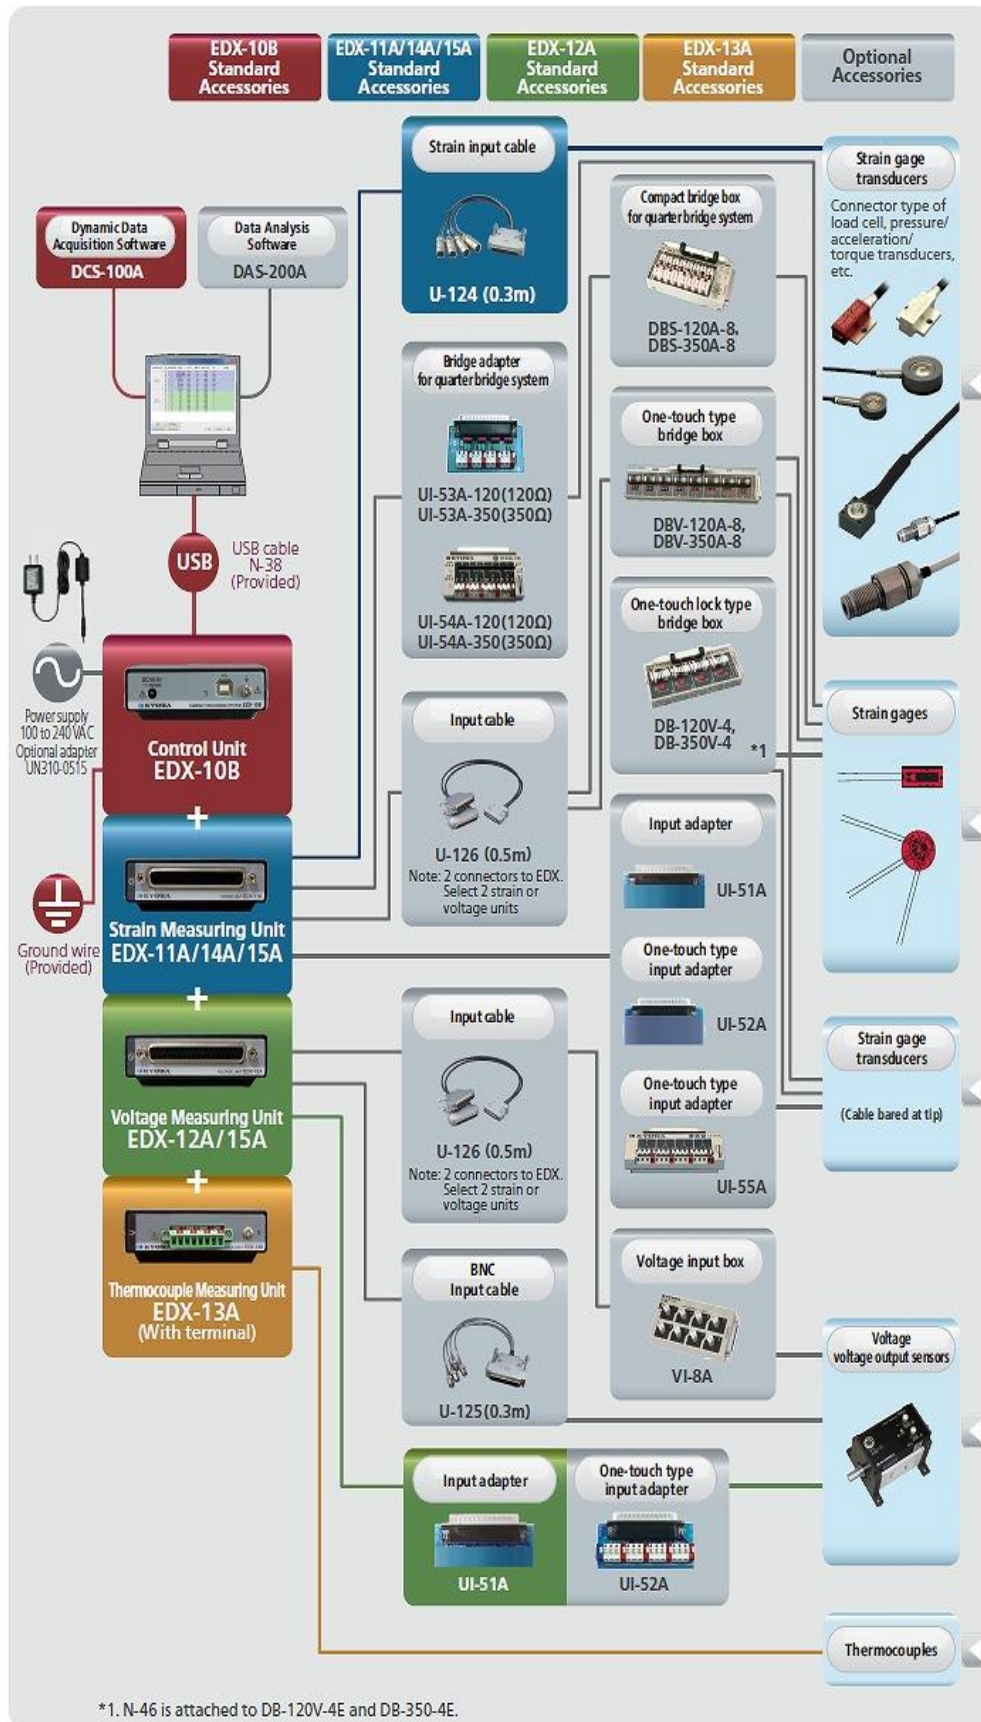 EDX-10B
Standard
Accessories
EDX-11A/14A/15A
Standard
Accessories
EDX-12A
Standard
Accessories
EDX-13A
Standard
Accessories
Optional
Accessories
Dynamic Data
Acquisition Software
DCS-100A
Data Analysis
Software
DAS-200A
USB
USB cable
N-38
(Provided)
Power supply
100 to 240 VAC
Optional adapter
UN310-0515
Control Unit
EDX-10B
+
Ground wire
(Provided)
KYOWA
Strain Measuring Unit
EDX-11A/14A/15A
+
KYOWA
Voltage Measuring Unit
EDX-12A/15A
+
Thermocouple Measuring Unit
EDX-13A
(With terminal)
Strain input cable
U-124 (0.3m)
Bridge adapter
for quarter bridge system
UI-53A-120(120Ω)
UI-53A-350(350Ω)
UI-54A-120(120Ω)
UI-54A-350(350Ω)
Input cable
U-126 (0.5m)
Note: 2 connectors to EDX.
Select 2 strain or
voltage units
Input cable
U-126 (0.5m)
Note: 2 connectors to EDX.
Select 2 strain or
voltage units
BNC
Input cable
U-125(0.3m)
Input adapter
UI-51A
One-touch type
input adapter
UI-52A
Compact bridge box
for quarter bridge system
DBS-120A-8,
DBS-350A-8
One-touch type
bridge box
DBV-120A-8,
DBV-350A-8
One-touch lock type
bridge box
DB-120V-4,
DB-350V-4 *1
Input adapter
UI-51A
One-touch type
input adapter
UI-52A
One-touch type
input adapter
UI-55A
Voltage input box
VI-8A
Strain gage
transducers
Connector type of
load cell, pressure/
acceleration/
torque transducers,
etc.
Strain gages
Strain gage
transducers
(Cable bared at tip)
Voltage
voltage output sensors
Thermocouples
*1. N-46 is attached to DB-120V-4E and DB-350-4E.